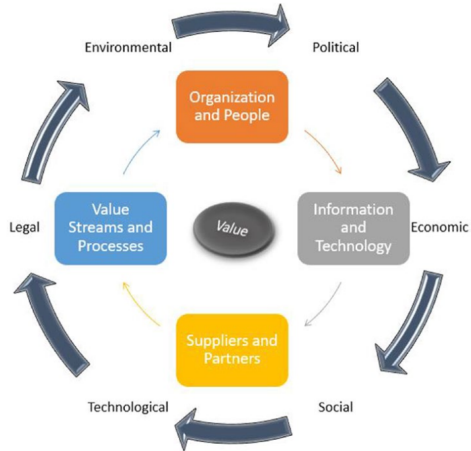 Environmental
Political
Organization
and People
Legal
Value
Streams and
Processes
Value
Information
and
Technology
Economic
Suppliers and
Partners
Technological
Social